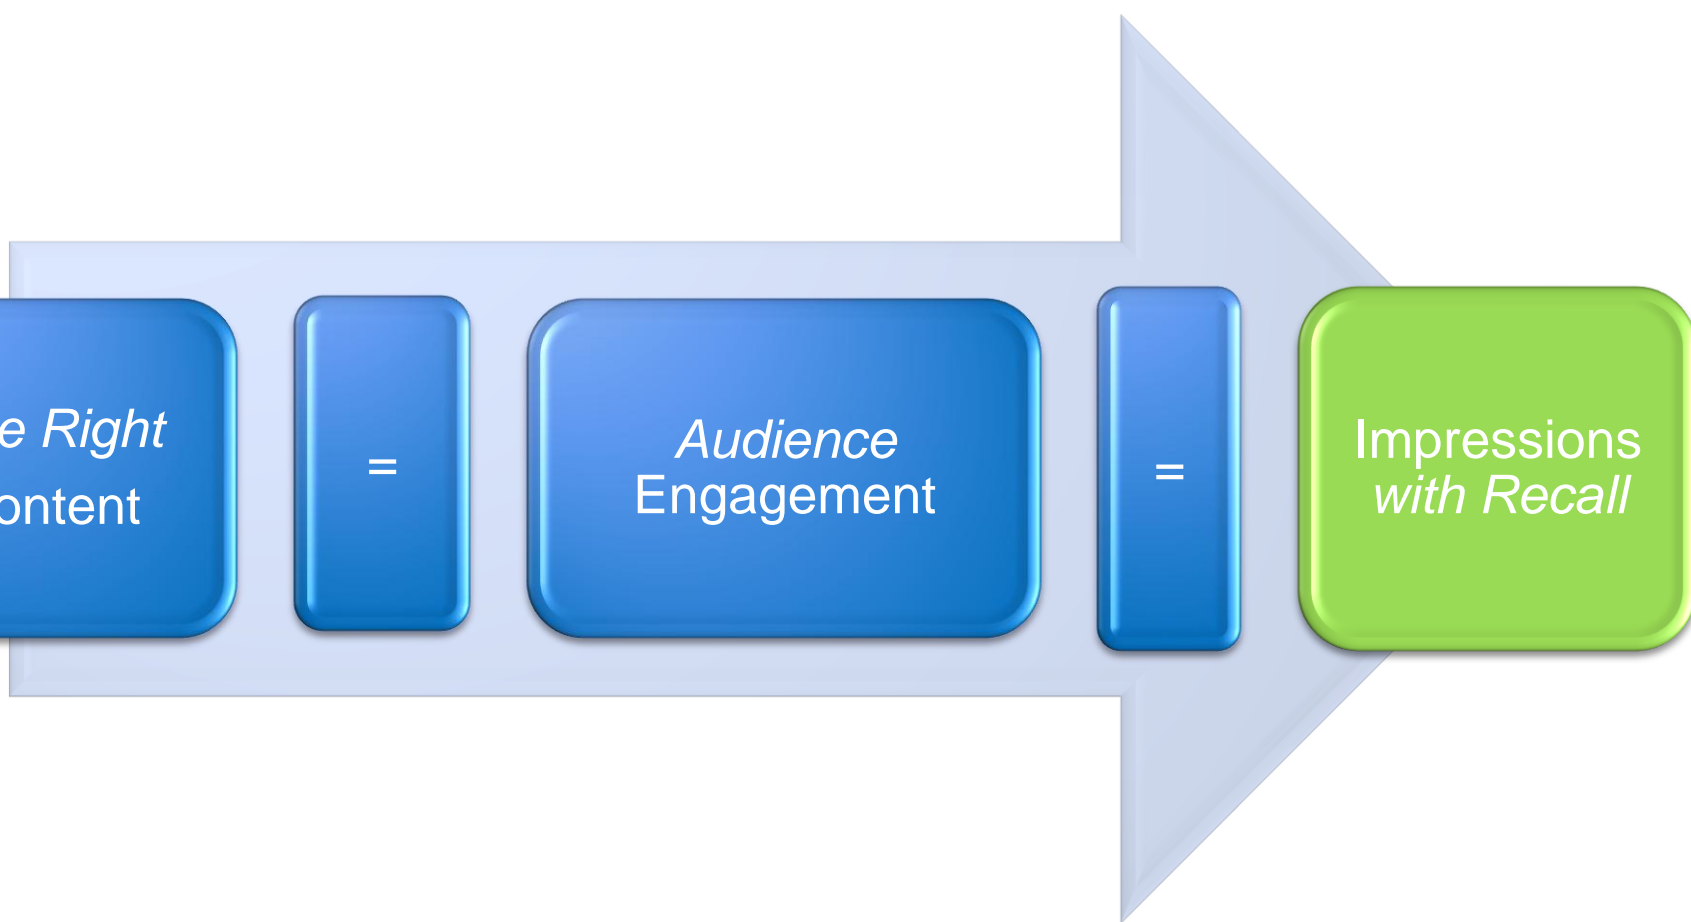 e Right
ontent
=
Audience
Engagement
=
Impressions
with Recall